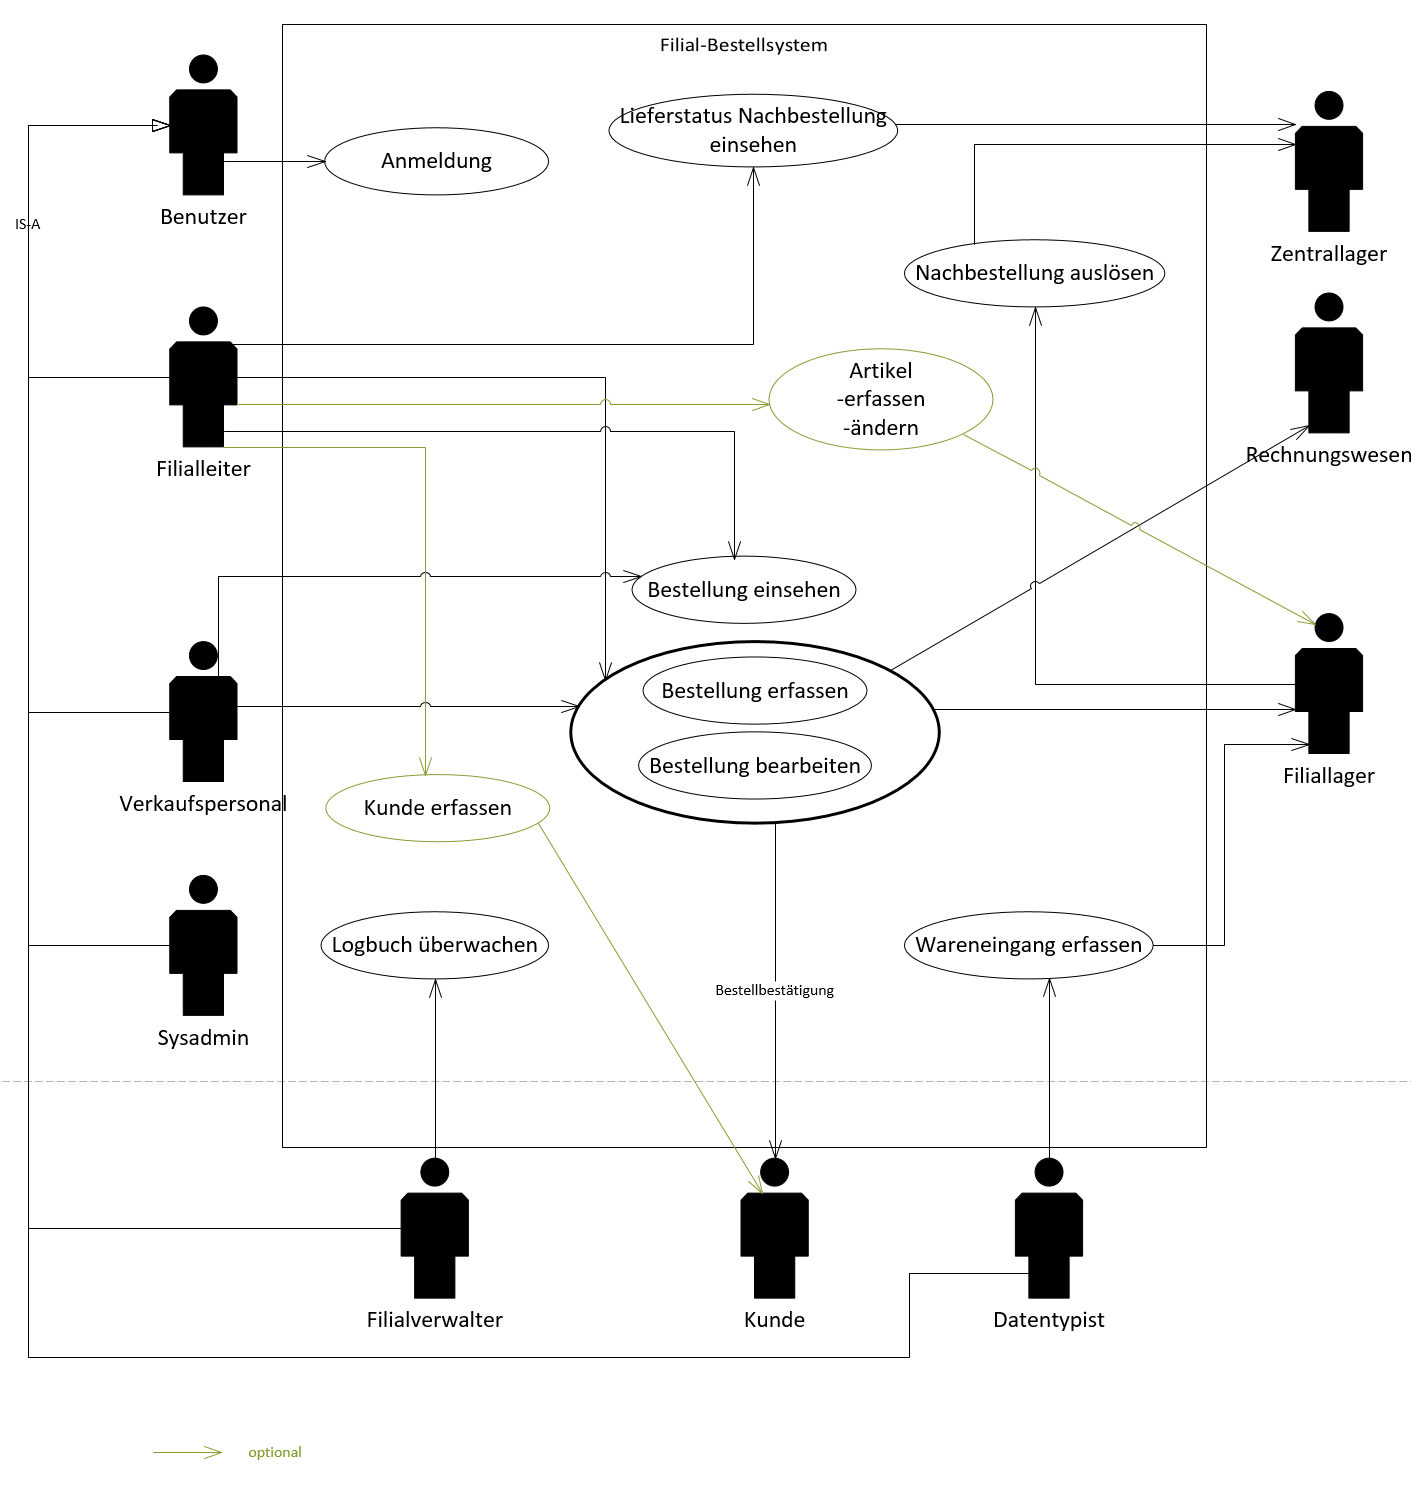 Filial-Bestellsystem
Lieferstatus Nachbestellung
einsehen
Anmeldung
Benutzer
IS-A
Zentrallager
Nachbestellung auslösen
Artikel
-erfassen
-ändern
Filialleiter
Rechnungswesen
Bestellung einsehen
Bestellung erfassen
Bestellung bearbeiten
Filiallager
Verkaufspersonal
Kunde erfassen
Logbuch überwachen
Wareneingang erfassen
Bestellbestätigung
Sysadmin
Filialverwalter
Kunde
Datentypist
optional